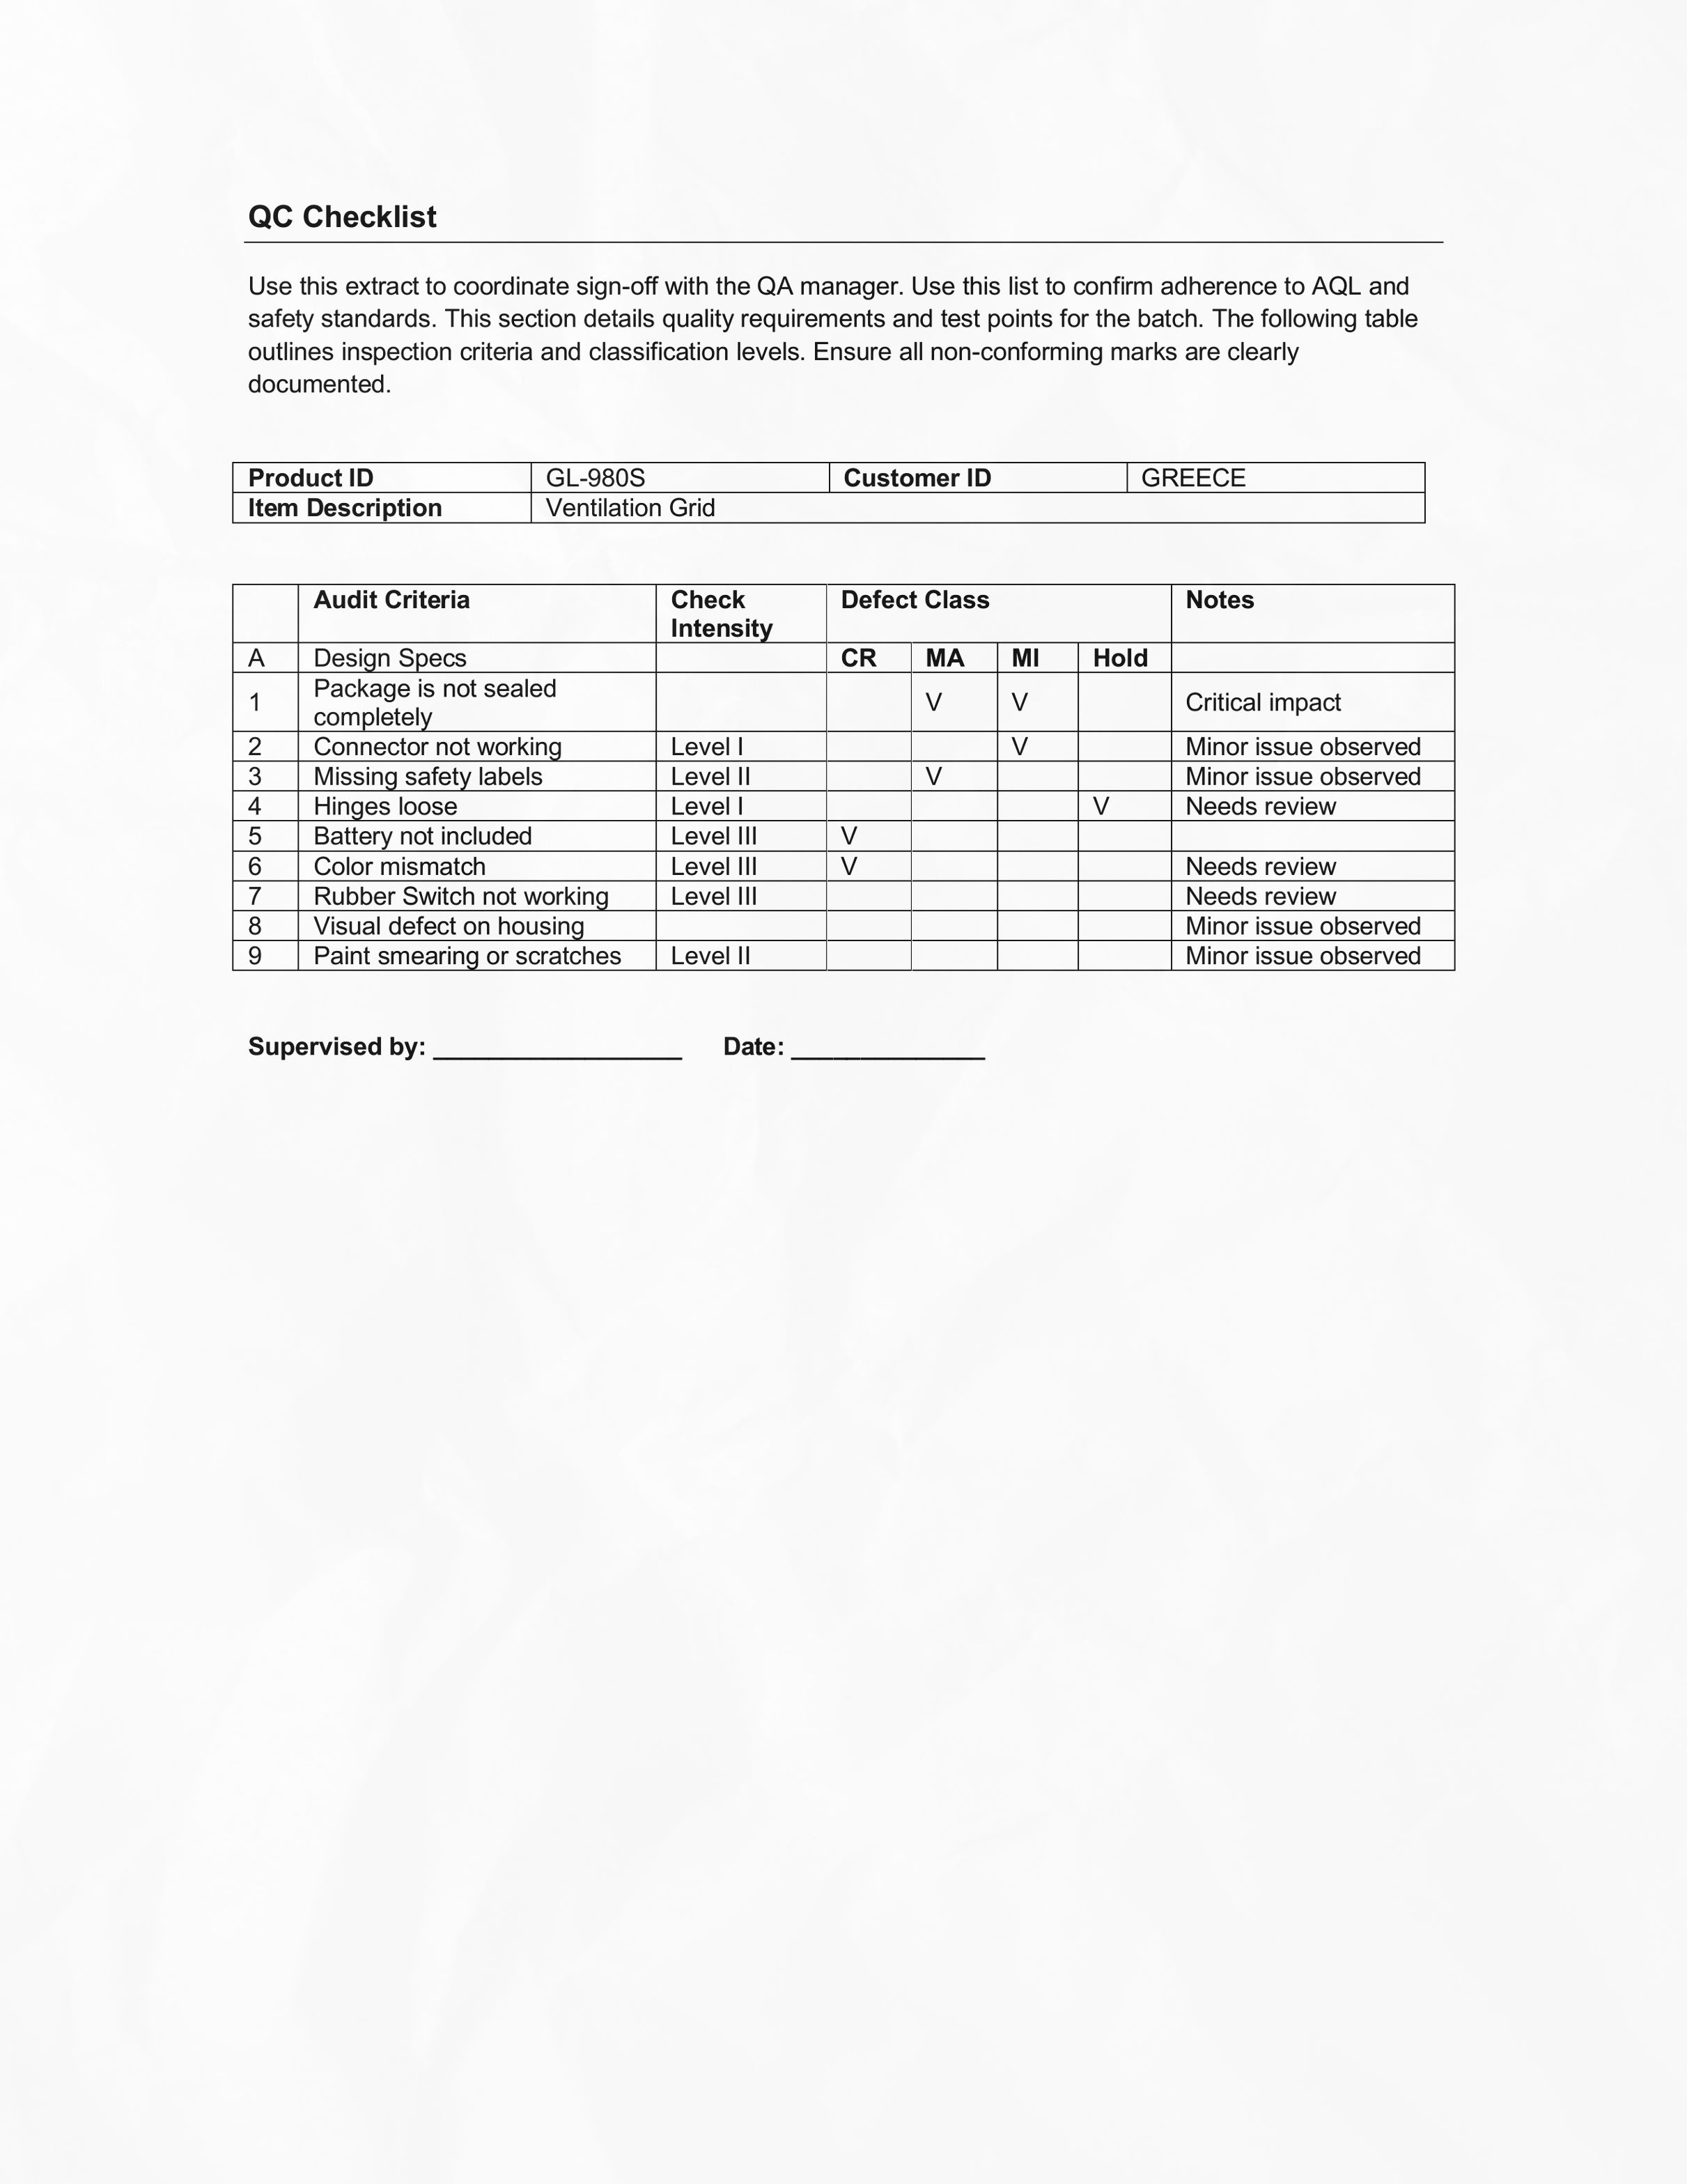 QC Checklist
Use this extract to coordinate sign-off with the QA manager. Use this list to confirm adherence to AQL and
safety standards. This section details quality requirements and test points for the batch. The following table
outlines inspection criteria and classification levels. Ensure all non-conforming marks are clearly
documented.
Product ID GL-980S Customer ID GREECE
Item Description Ventilation Grid
Audit Criteria Check Intensity Defect Class Notes
A Design Specs CR MA MI Hold
1 Package is not sealed completely V V Critical impact
2 Connector not working Level I V Minor issue observed
3 Missing safety labels Level II V Minor issue observed
4 Hinges loose Level I V Needs review
5 Battery not included Level III V
6 Color mismatch Level III V Needs review
7 Rubber Switch not working Level III Needs review
8 Visual defect on housing Minor issue observed
9 Paint smearing or scratches Level II Minor issue observed
Supervised by: __________________ Date: ______________